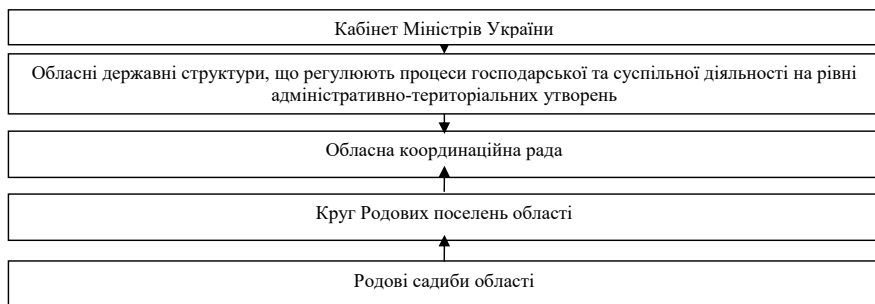 Кабінет Міністрів України
Обласні державні структури, що регулюють процеси господарської та суспільної діяльності на рівні
адміністративно-територіальних утворень
Обласна координаційна рада
Круг Родових поселень області
Родові садиби області